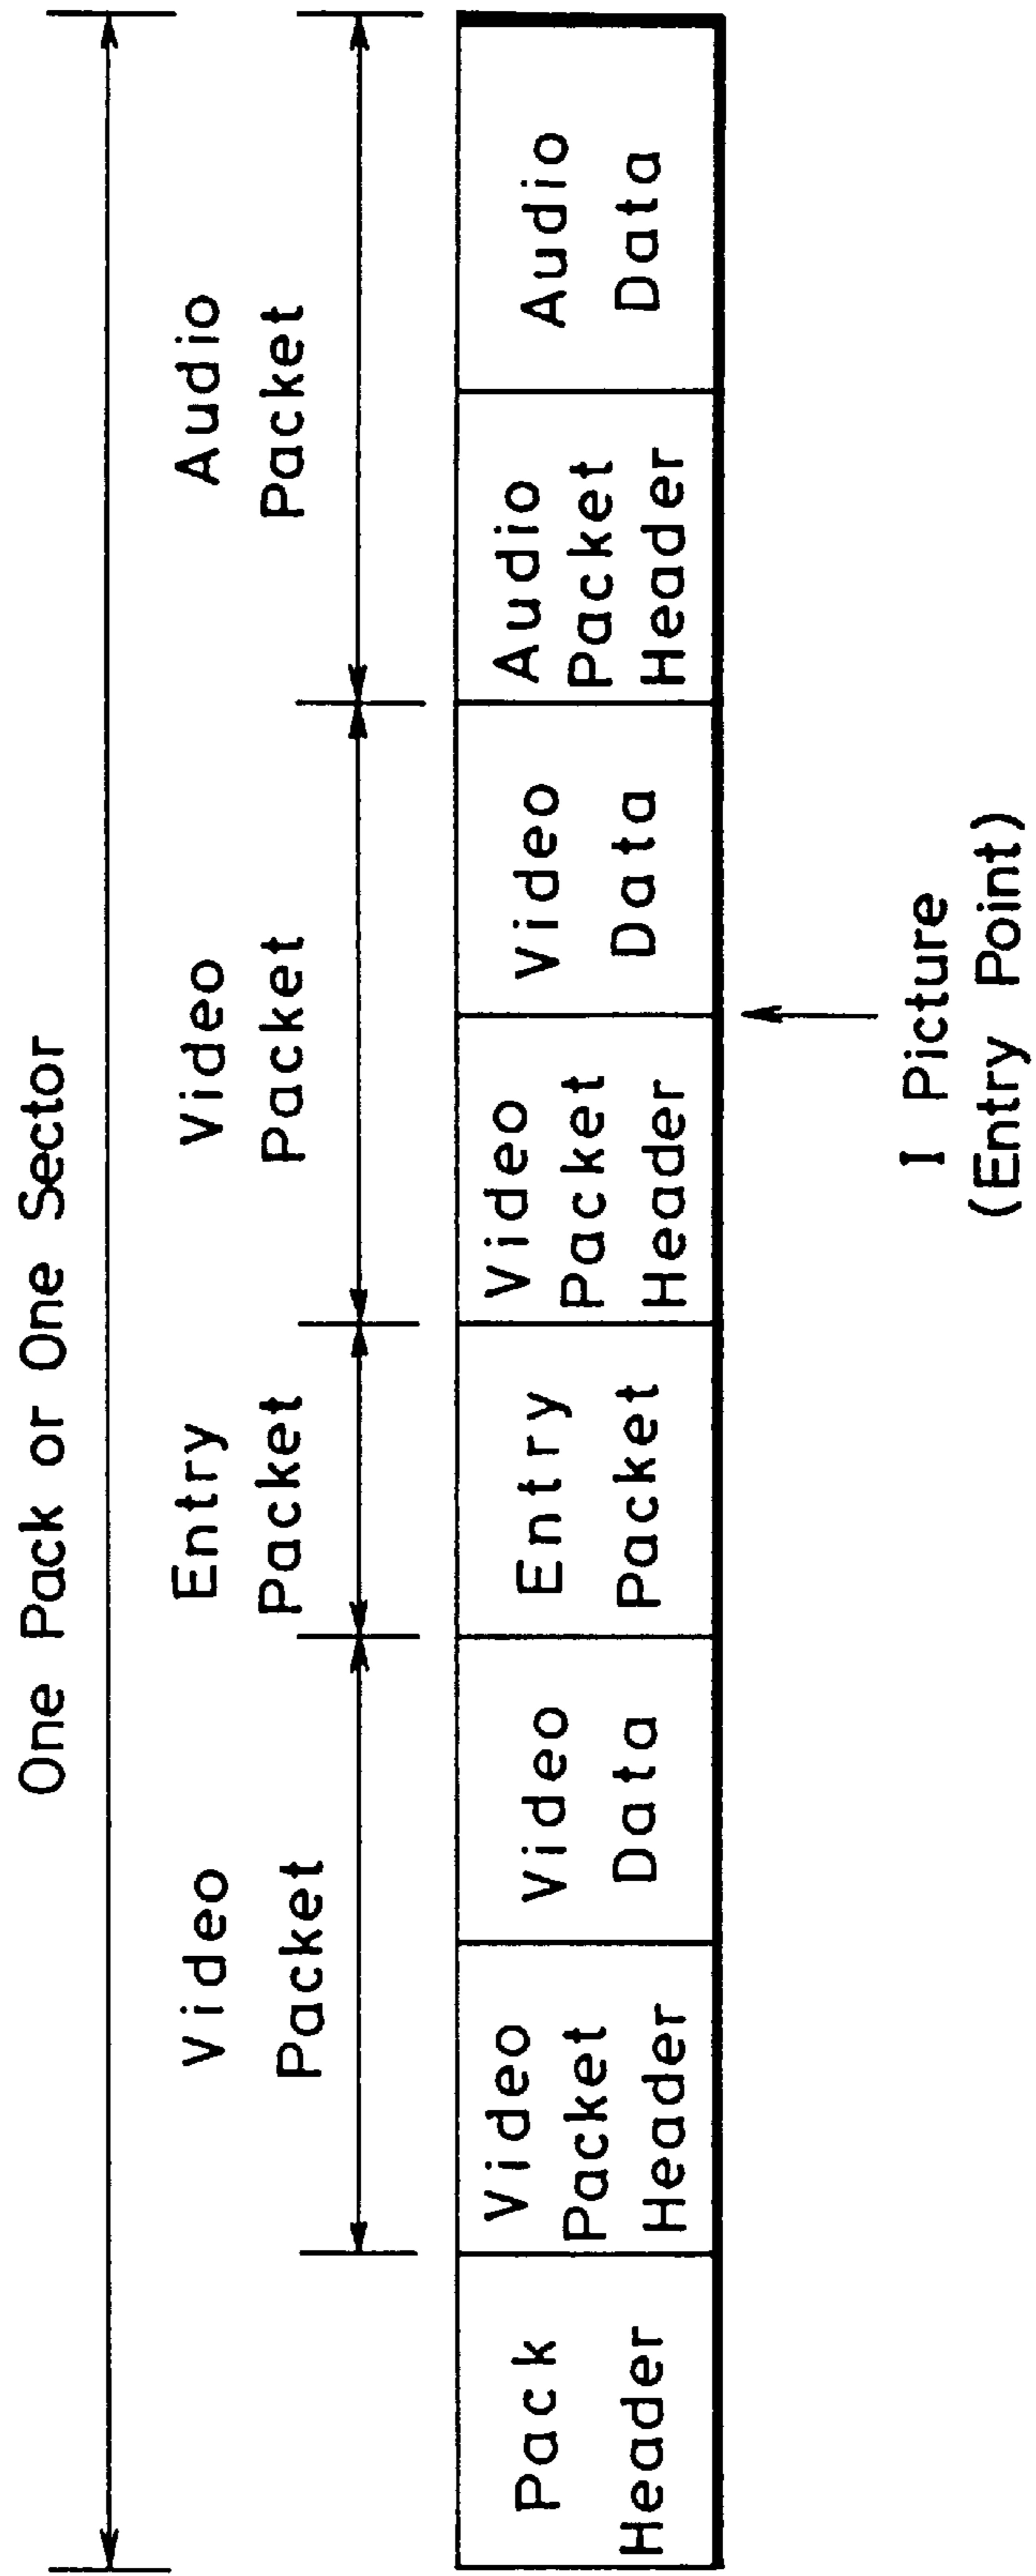 One Pack or One Sector
Video
Packet
Entry
Packet
Video
Packet
Audio
Packet
Pack
Header
Video
Packet
Header
Video
Data
Entry
Packet
Video
Packet
Header
Video
Data
Audio
Packet
Header
Audio
Data
I Picture
(Entry Point)